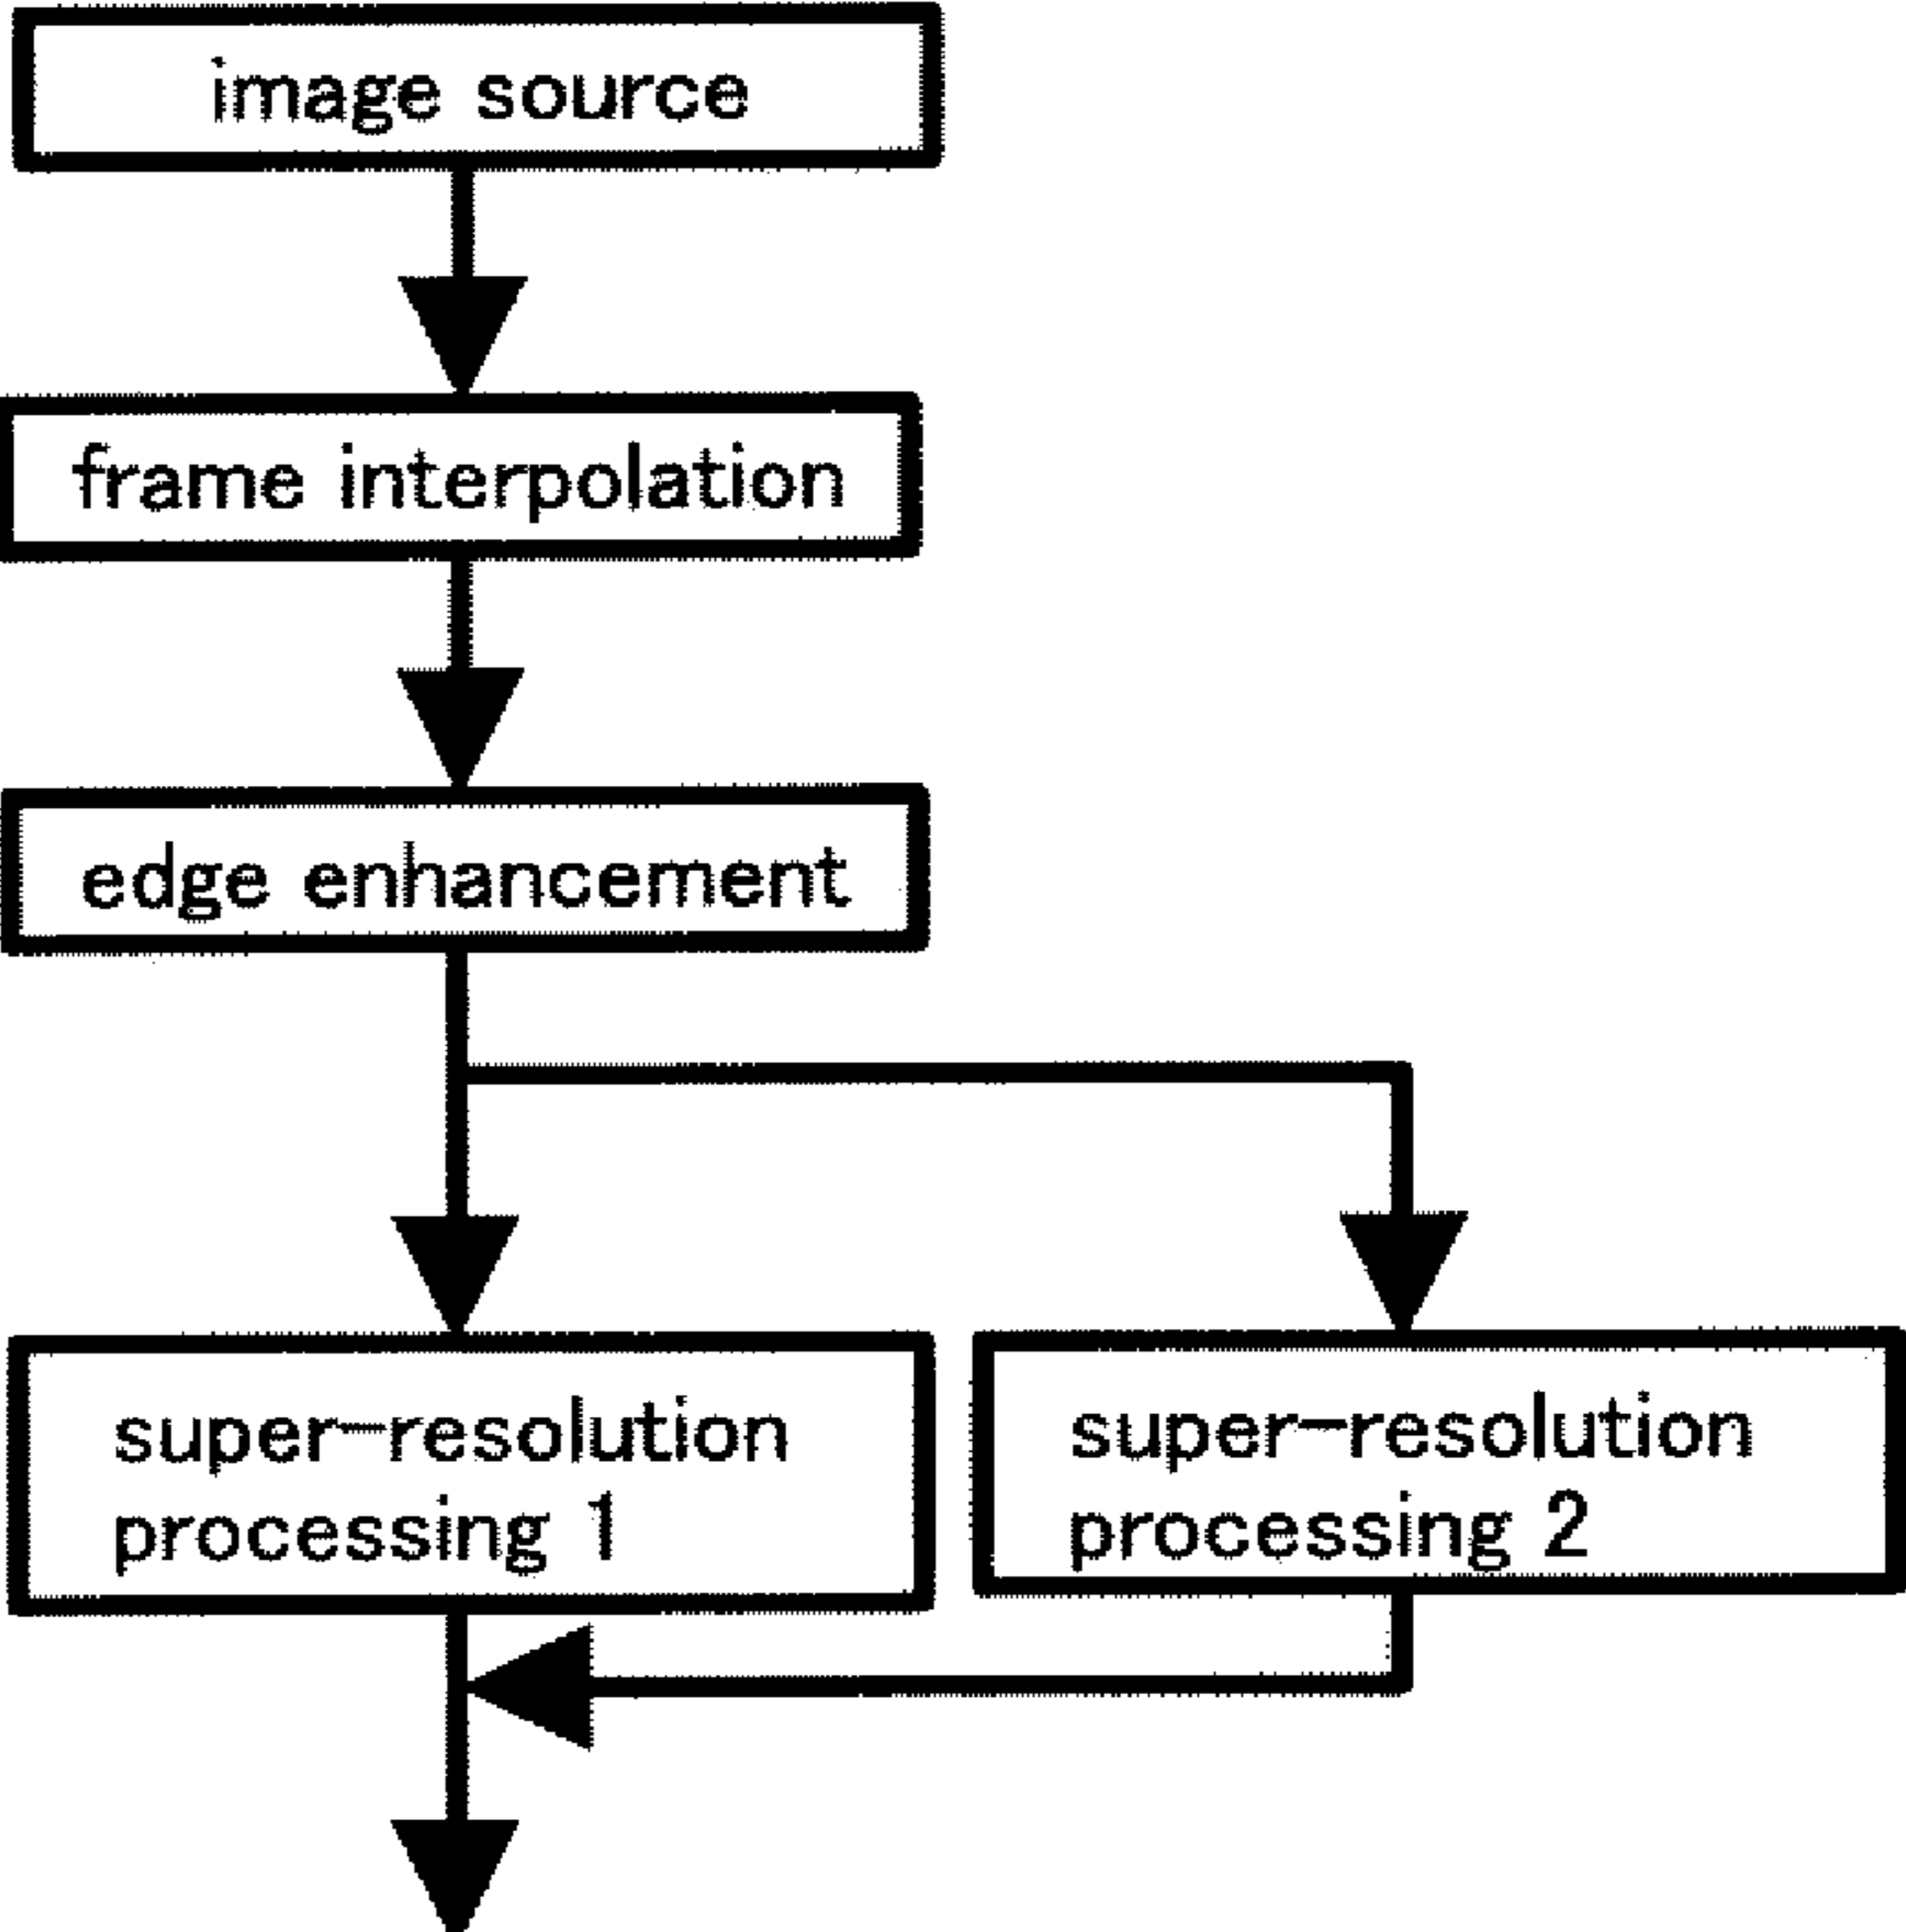 image source
frame interpolation
edge enhancement
super-resolution
processing 1
super-resolution
processing 2